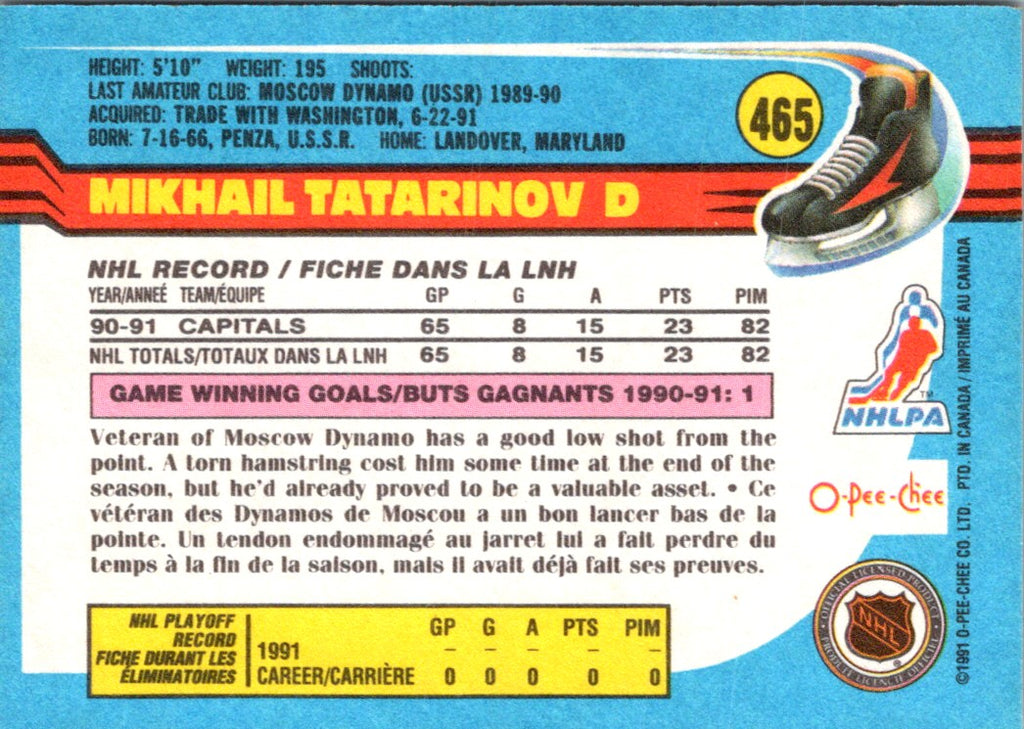 HEIGHT: 5'10" WEIGHT: 195 SHOOTS:
LAST AMATEUR CLUB: MOSCOW DYNAMO (USSR) 1989-90
ACQUIRED: TRADE WITH WASHINGTON, 6-22-91
BORN: 7-16-66, PENZA, U.S.S.R. HOME: LANDOVER, MARYLAND
465
MIKHAIL TATARINOV D
NHL RECORD / FICHE DANS LA LNH
YEAR/ANNEÉ TEAM/ÉQUIPE GP G A PTS PIM
90-91 CAPITALS 65 8 15 23 82
NHL TOTALS/TOTAUX DANS LA LNH 65 8 15 23 82
GAME WINNING GOALS/BUTS GAGNANTS 1990-91: 1
Veteran of Moscow Dynamo has a good low shot from the
point. A torn hamstring cost him some time at the end of the
season, but he'd already proved to be a valuable asset. • Ce
vétéran des Dynamos de Moscou a un bon lancer bas de la
pointe. Un tendon endommagé au jarret lui a fait perdre du
temps à la fin de la saison, mais il avait déjà fait ses preuves.
NHL PLAYOFF
RECORD
FICHE DURANT LES
ÉLIMINATOIRES
GP G A PTS PIM
1991 – – – – –
CAREER/CARRIÈRE 0 0 0 0 0
TM
NHLPA
O-Pee-Chee
OFFICIAL LICENSED PRODUCT
NHL
®
PRODUIT LICENCIÉ OFFICIEL
©1991 O-PEE-CHEE CO. LTD. PTD. IN CANADA/IMPRIMÉ AU CANADA